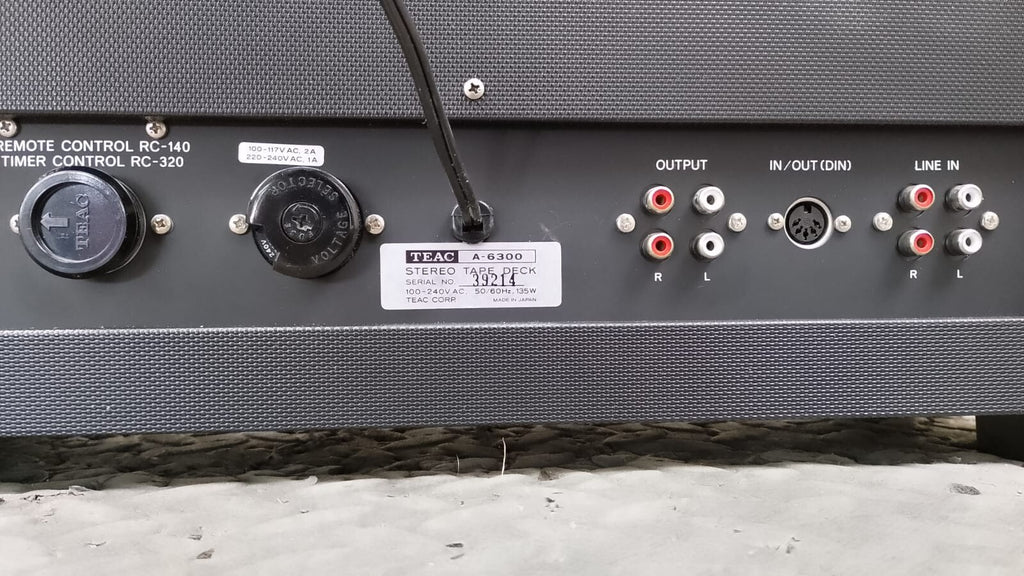 REMOTE CONTROL RC-140
TIMER CONTROL RC-320
TEAC
100-117V AC, 2A
220-240V AC, 1A
VOLTAGE SELECTOR
240V
TEAC A-6300
STEREO TAPE DECK
SERIAL NO. 39214
100-240V AC, 50/60Hz, 135W
TEAC CORP. MADE IN JAPAN
OUTPUT
R L
IN/OUT (DIN)
LINE IN
R L